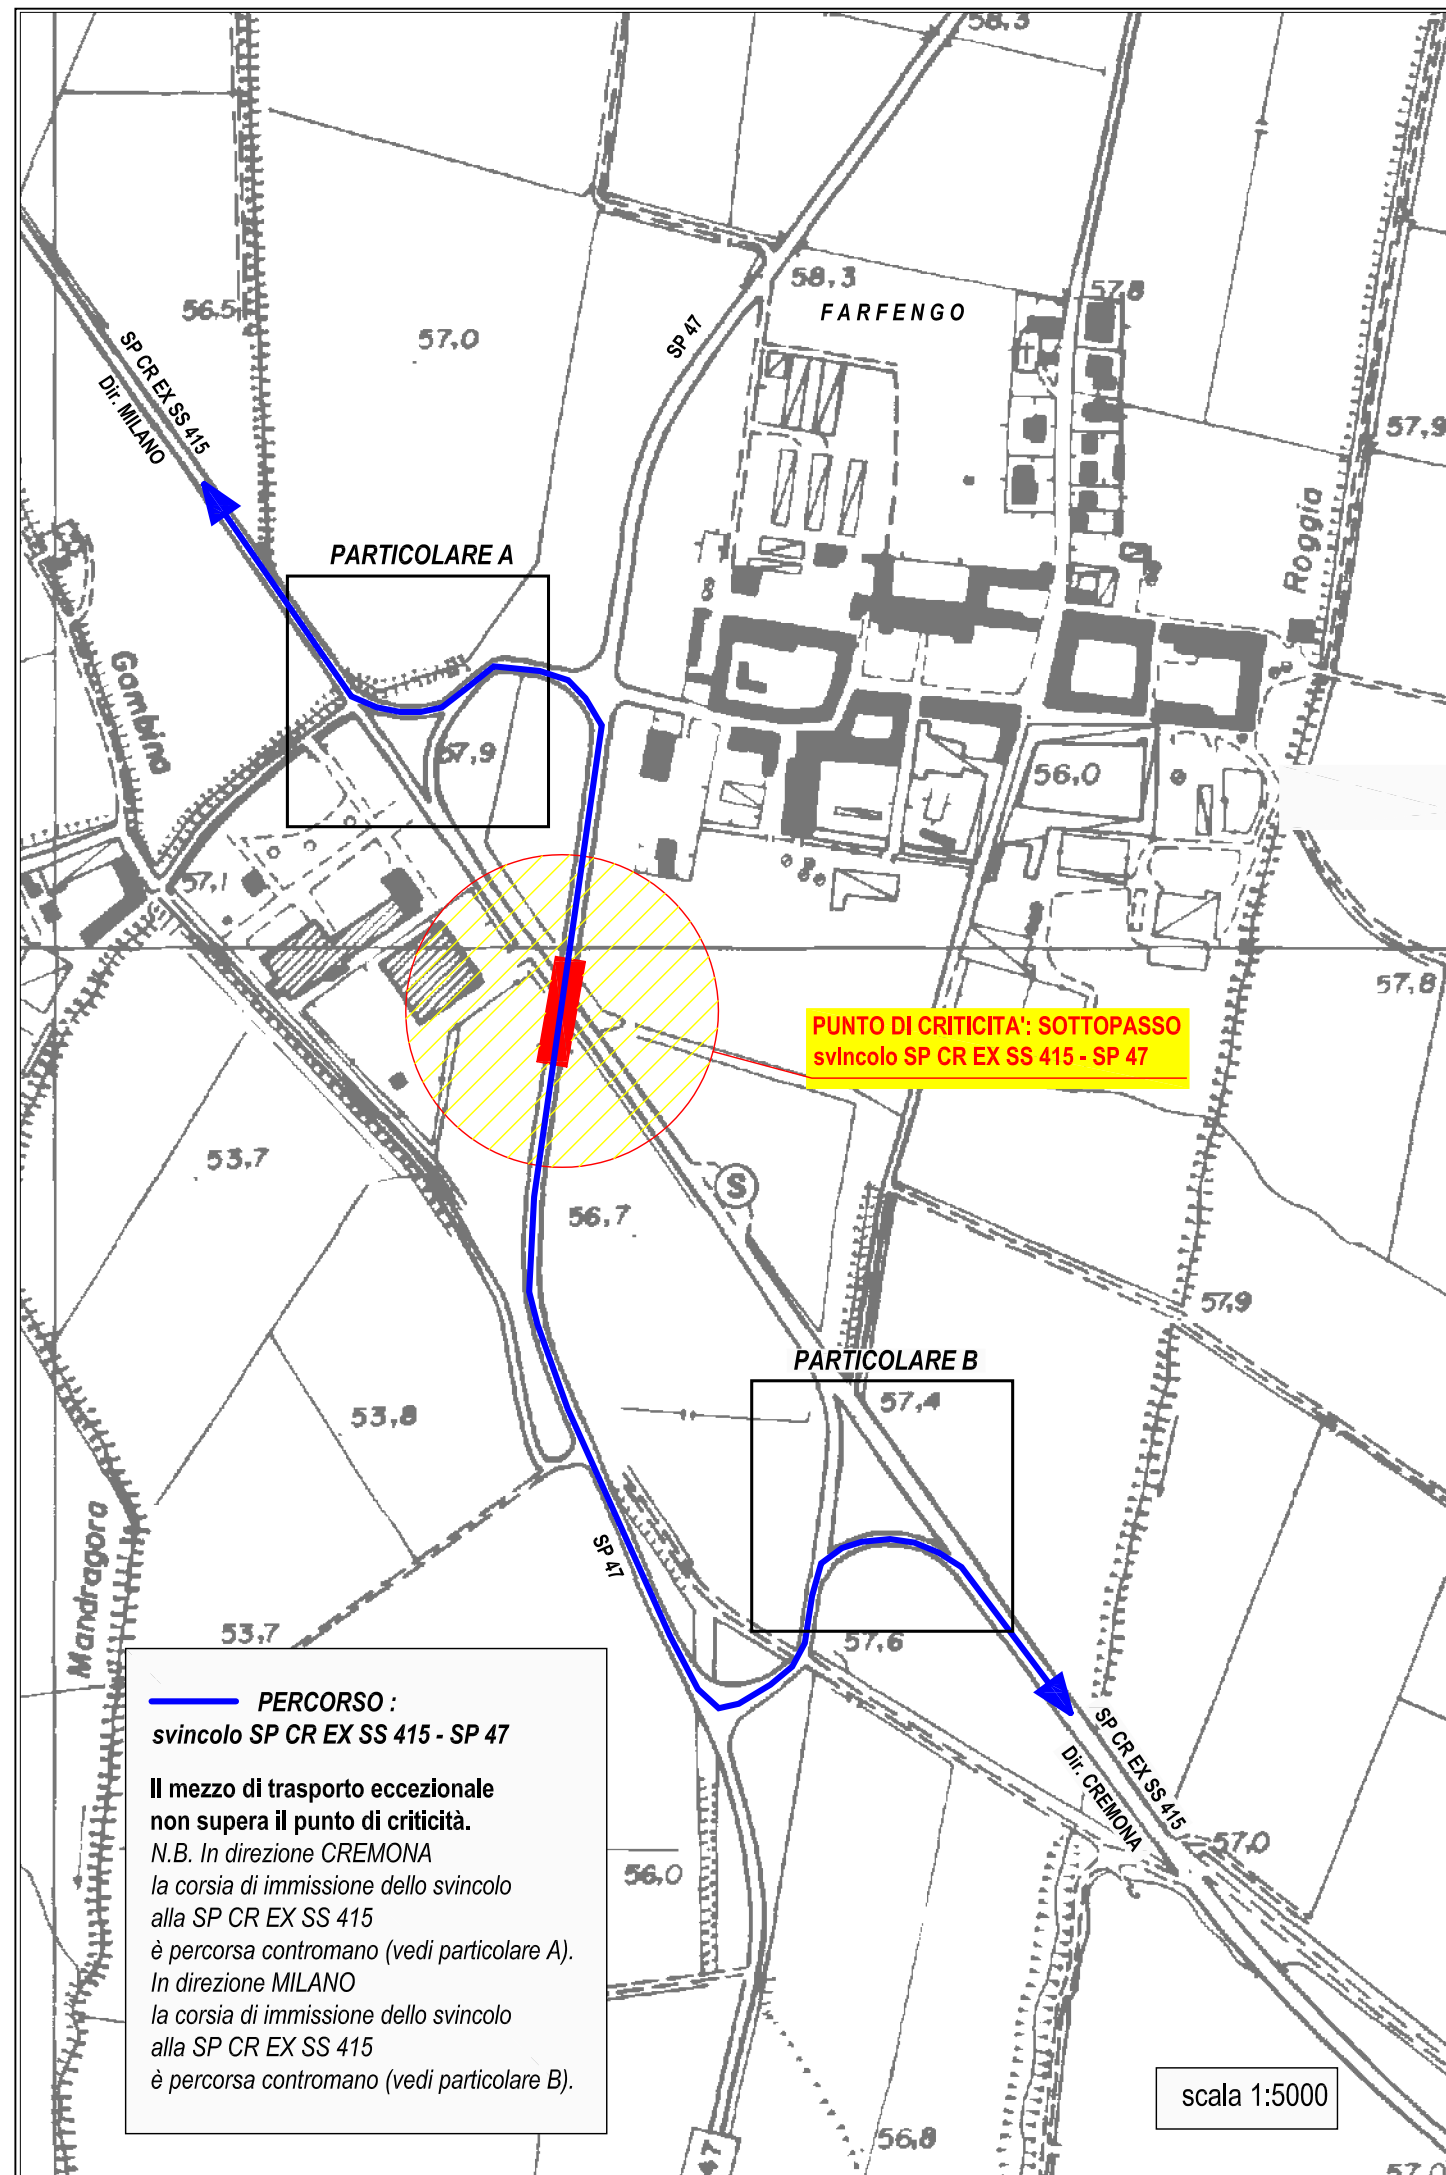 58,3
58,3
57,8
FARFENGO
56,5
57,0
SP 47
SP CR EX SS 415
Dir. MILANO
57,9
Roggia
PARTICOLARE A
Gambina
57,9
56,0
57,1
57,8
PUNTO DI CRITICITA': SOTTOPASSO
svincolo SP CR EX SS 415 - SP 47
53,7
S
56,7
57,9
PARTICOLARE B
57,4
53,8
Mandragora
SP 47
53,7
57,6
PERCORSO :
svincolo SP CR EX SS 415 - SP 47
Il mezzo di trasporto eccezionale
non supera il punto di criticità.
N.B. In direzione CREMONA
la corsia di immissione dello svincolo
alla SP CR EX SS 415
è percorsa contromano (vedi particolare A).
In direzione MILANO
la corsia di immissione dello svincolo
alla SP CR EX SS 415
è percorsa contromano (vedi particolare B).
SP CR EX SS 415
Dir. CREMONA
57,0
56,0
scala 1:5000
56,8
47
57,0